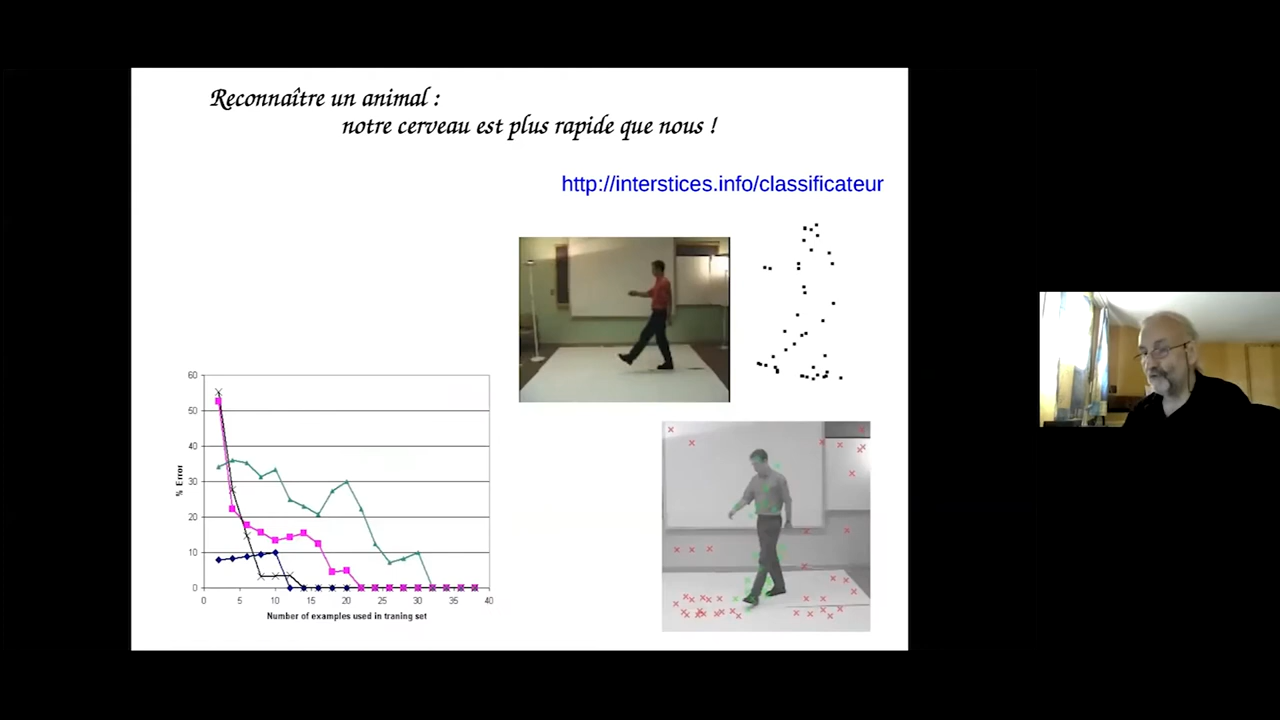 Reconnaître un animal :
notre cerveau est plus rapide que nous !
http://interstices.info/classificateur
60
50
40
30
20
10
0
% Error
0 5 10 15 20 25 30 35 40
Number of examples used in traning set